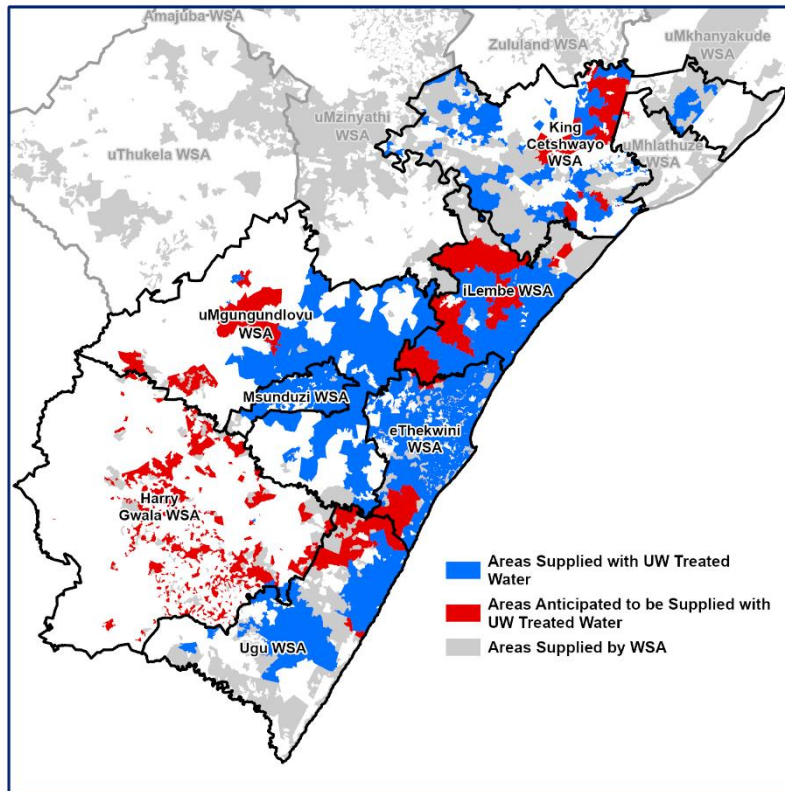 Amajuba WSA
Zululand WSA
uMkhanyakude
WSA
uMzinyathi
WSA
uThukela WSA
King
Cetshwayo
WSA
uMhlathuze
WSA
iLembe WSA
uMgungundlovu
WSA
Msunduzi WSA
eThekwini
WSA
Harry
Gwala WSA
Ugu WSA
Areas Supplied with UW Treated
Water
Areas Anticipated to be Supplied with
UW Treated Water
Areas Supplied by WSA